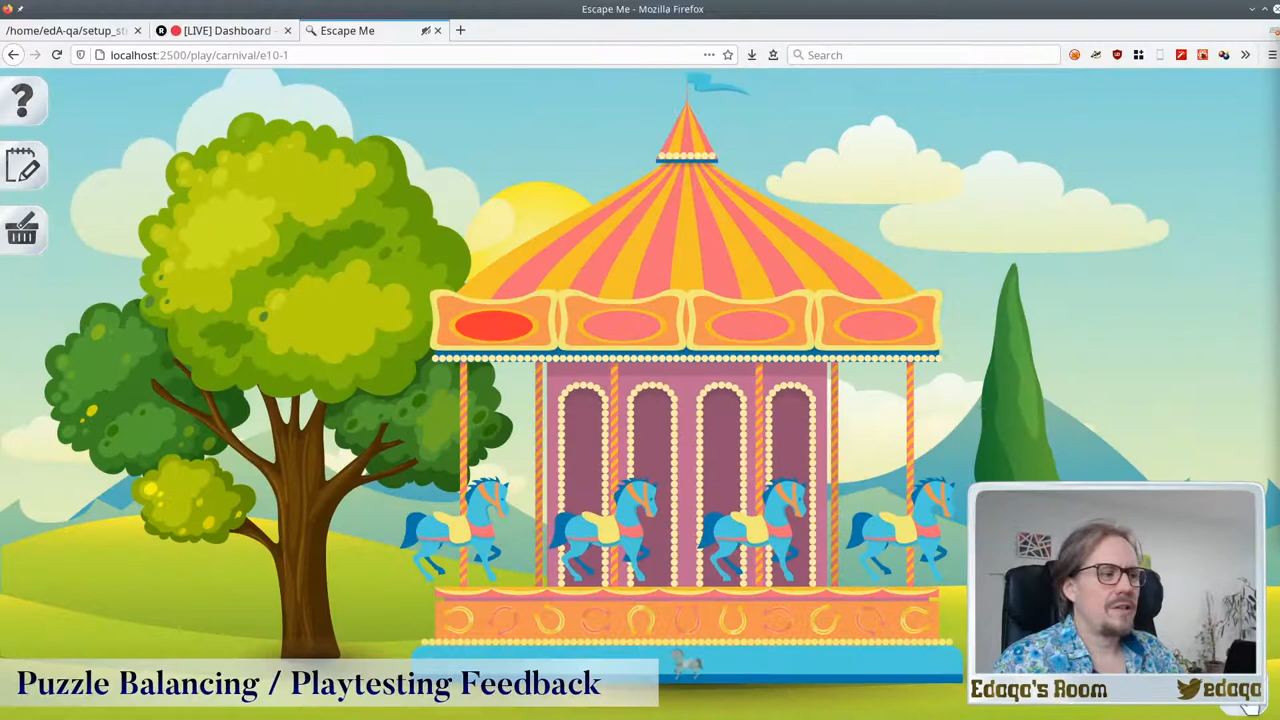 Escape Me - Mozilla Firefox
/home/edA-qa/setup_st
[LIVE] Dashboard -
Escape Me
localhost:2500/play/carnival/e10-1
Search
Puzzle Balancing / Playtesting Feedback
Edaqa's Room
edaqa